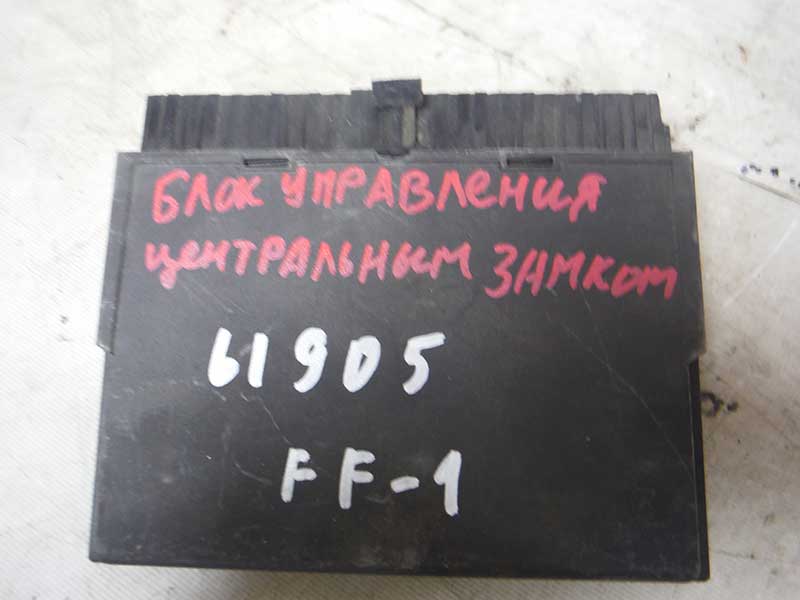 БЛОК УПРАВЛЕНИЯ
ЦЕНТРАЛЬНЫМ ЗАМКОМ
61905
FF-1